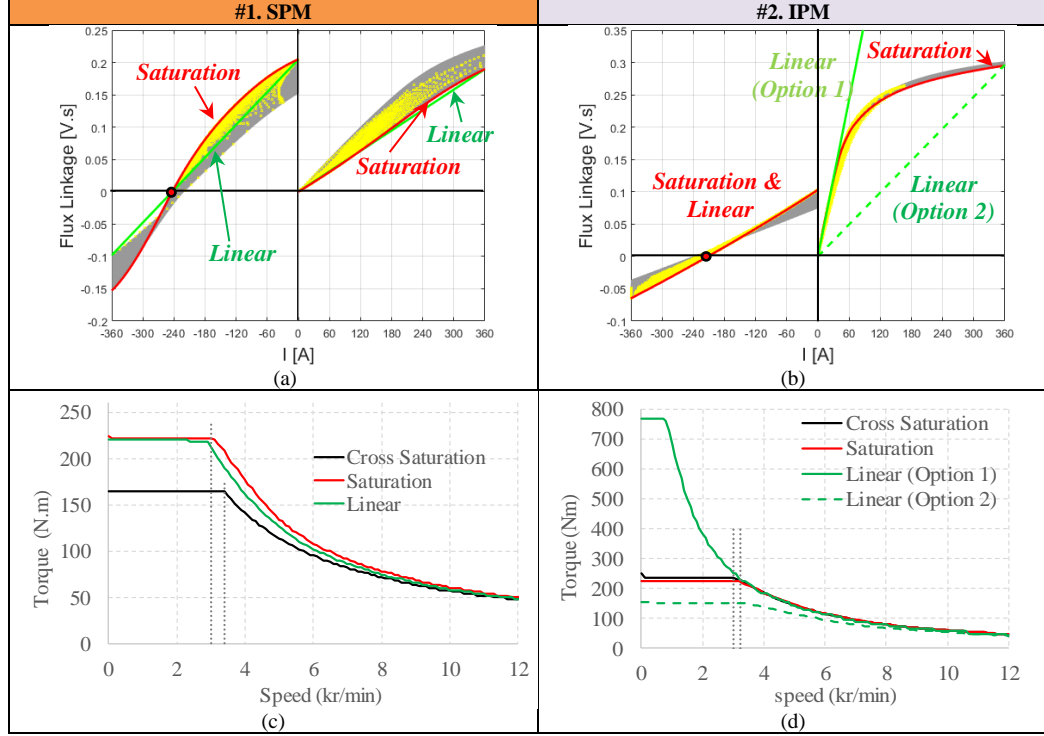 #1. SPM
#2. IPM
0.25
0.2
0.15
0.1
0.05
0
-0.05
-0.1
-0.15
-0.2
Flux Linkage [V.s]
Saturation
Linear
Saturation
Linear
-360 -300 -240 -180 -120 -60 0 60 120 180 240 300 360
I [A]
(a)
0.35
0.3
0.25
0.2
0.15
0.1
0.05
0
-0.05
-0.1
Flux Linkage [V.s]
Linear
(Option 1)
Saturation
Saturation &
Linear
Linear
(Option 2)
-360 -300 -240 -180 -120 -60 0 60 120 180 240 300 360
I [A]
(b)
250
200
150
100
50
0
Torque (N.m)
Cross Saturation
Saturation
Linear
0 2 4 6 8 10 12
Speed (kr/min)
(c)
800
700
600
500
400
300
200
100
0
Torque (Nm)
Cross Saturation
Saturation
Linear (Option 1)
Linear (Option 2)
0 2 4 6 8 10 12
speed (kr/min)
(d)